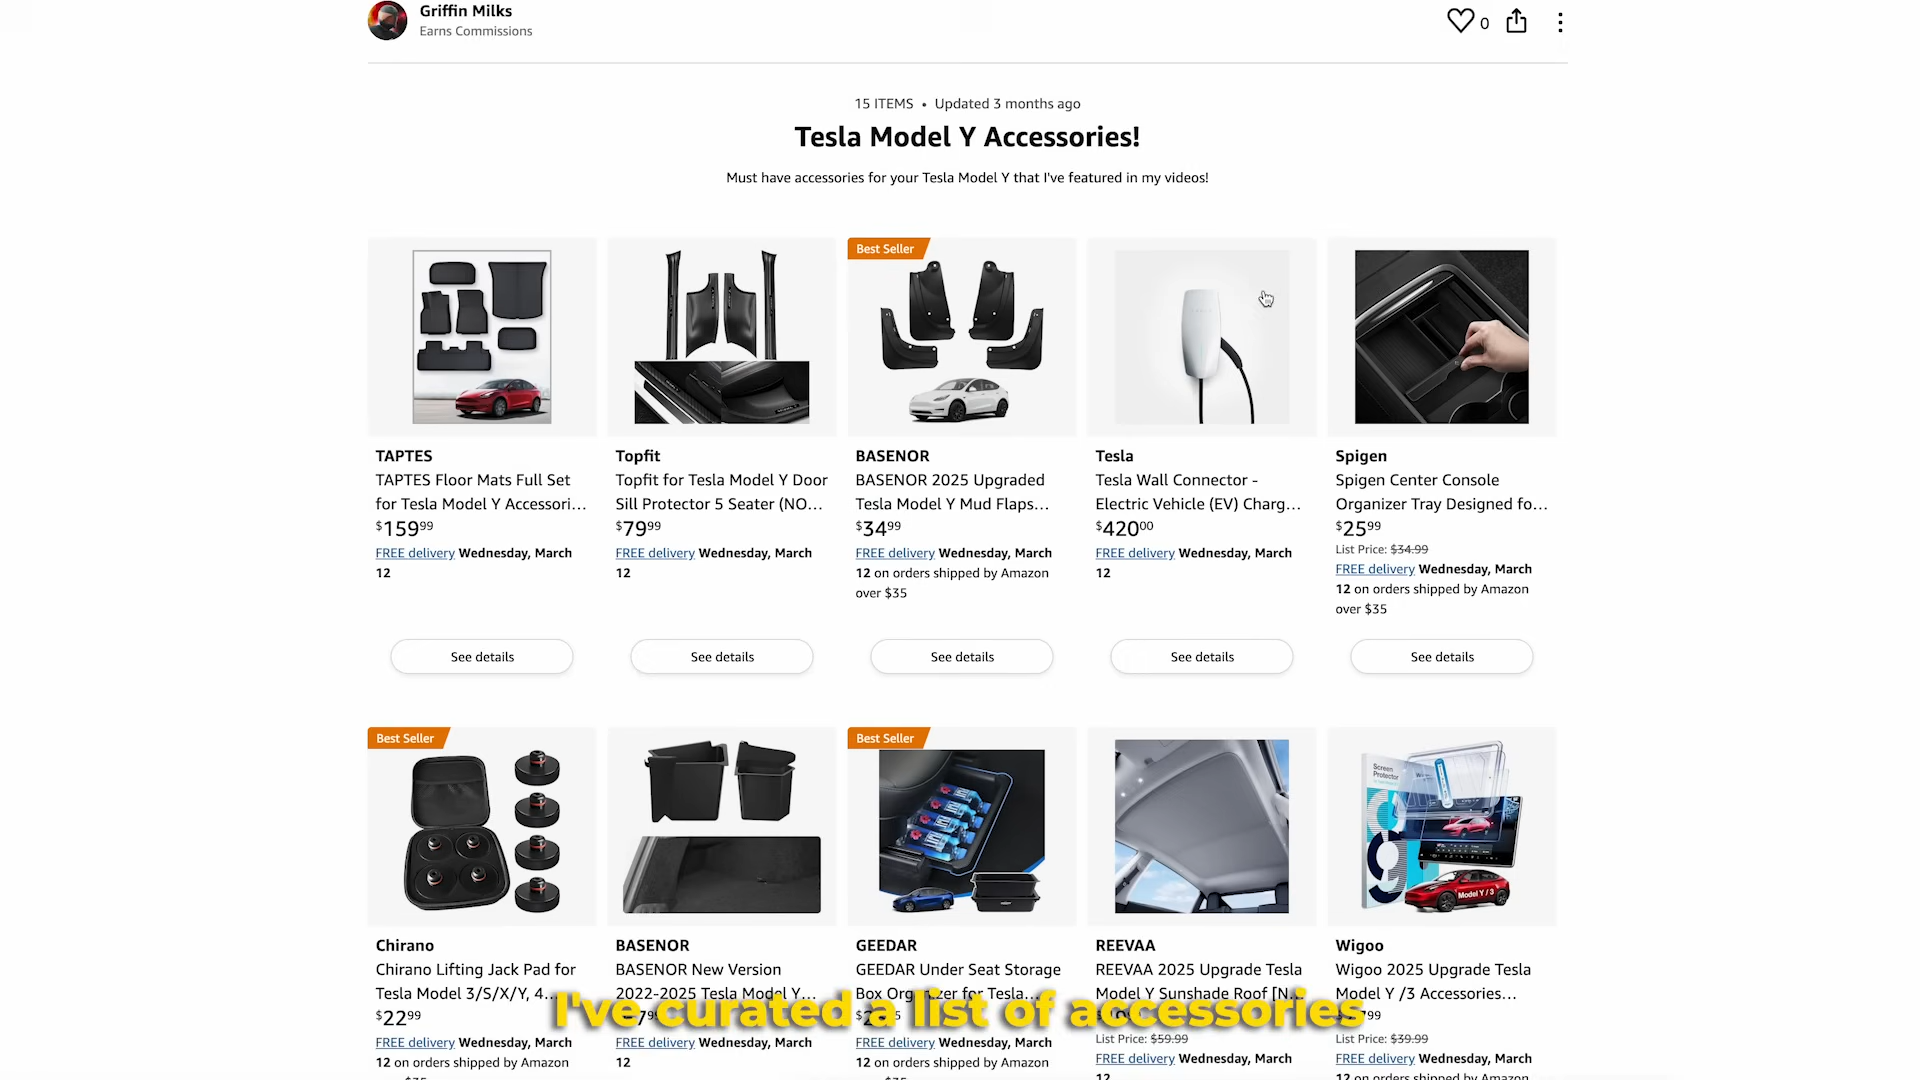 Griffin Milks
Earns Commissions
0
15 ITEMS • Updated 3 months ago
Tesla Model Y Accessories!
Must have accessories for your Tesla Model Y that I've featured in my videos!
Best Seller
TAPTES
TAPTES Floor Mats Full Set
for Tesla Model Y Accessori...
$159 99
FREE delivery Wednesday, March
12
Topfit
Topfit for Tesla Model Y Door
Sill Protector 5 Seater (NO...
$79 99
FREE delivery Wednesday, March
12
BASENOR
BASENOR 2025 Upgraded
Tesla Model Y Mud Flaps...
$34 99
FREE delivery Wednesday, March
12 on orders shipped by Amazon
over $35
Tesla
Tesla Wall Connector -
Electric Vehicle (EV) Charg...
$420 00
FREE delivery Wednesday, March
12
Spigen
Spigen Center Console
Organizer Tray Designed fo...
$25 99
List Price: $34.99
FREE delivery Wednesday, March
12 on orders shipped by Amazon
over $35
See details
See details
See details
See details
See details
Best Seller
Best Seller
Screen
Protector
Model Y / 3
Chirano
Chirano Lifting Jack Pad for
Tesla Model 3/S/X/Y, 4...
$22 99
FREE delivery Wednesday, March
12 on orders shipped by Amazon
BASENOR
BASENOR New Version
2022-2025 Tesla Model Y...
FREE delivery Wednesday, March
12
GEEDAR
GEEDAR Under Seat Storage
Box Organizer for Tesla...
FREE delivery Wednesday, March
12 on orders shipped by Amazon
REEVAA
REEVAA 2025 Upgrade Tesla
Model Y Sunshade Roof [N...
List Price: $59.99
FREE delivery Wednesday, March
12
Wigoo
Wigoo 2025 Upgrade Tesla
Model Y /3 Accessories...
List Price: $39.99
FREE delivery Wednesday, March
12 on orders shipped by Amazon
I've curated a list of accessories